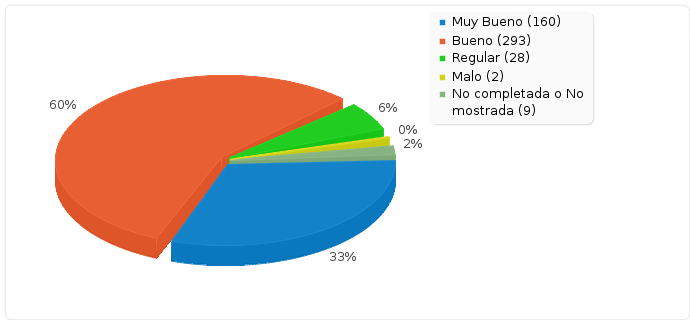 Muy Bueno (160)
Bueno (293)
Regular (28)
Malo (2)
No completada o No
mostrada (9)
60%
6%
0%
2%
33%